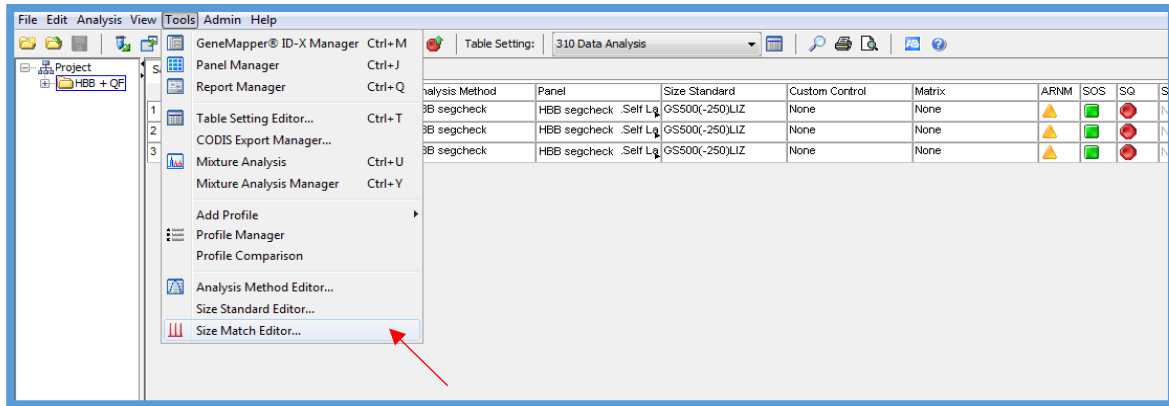 File Edit Analysis View Tools Admin Help
GeneMapper® ID-X Manager Ctrl+M
Table Setting: 310 Data Analysis
Project
HBB + QF
Panel Manager Ctrl+J
Report Manager Ctrl+Q
Table Setting Editor... Ctrl+T
CODIS Export Manager...
Mixture Analysis Ctrl+U
Mixture Analysis Manager Ctrl+Y
Add Profile
Profile Manager
Profile Comparison
Analysis Method Editor...
Size Standard Editor...
Size Match Editor...
nalysis Method Panel Size Standard Custom Control Matrix ARNM SOS SQ S
1 BB segcheck HBB segcheck .Self La GS500(-250)LIZ None None
2 BB segcheck HBB segcheck .Self La GS500(-250)LIZ None None
3 BB segcheck HBB segcheck .Self La GS500(-250)LIZ None None